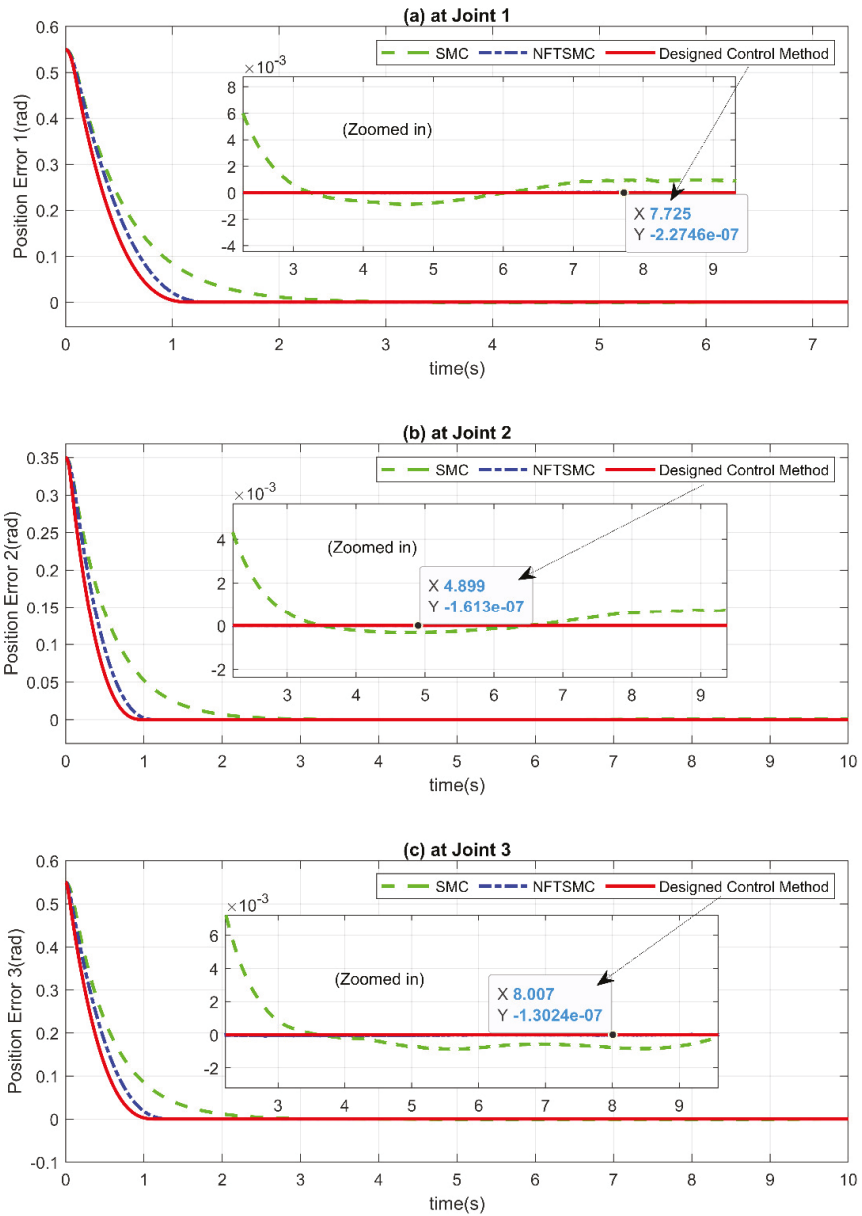 (a) at Joint 1
SMC NFTSMC Designed Control Method
Position Error 1(rad)
0.6
0.5
0.4
0.3
0.2
0.1
0
×10⁻³
8
6
4
2
0
-2
-4
(Zoomed in)
X 7.725
Y -2.2746e-07
3 4 5 6 7 8 9
0 1 2 3 4 5 6 7
time(s)
(b) at Joint 2
SMC NFTSMC Designed Control Method
Position Error 2(rad)
0.35
0.3
0.25
0.2
0.15
0.1
0.05
0
×10⁻³
4
2
0
-2
(Zoomed in)
X 4.899
Y -1.613e-07
3 4 5 6 7 8 9
0 1 2 3 4 5 6 7 8 9 10
time(s)
(c) at Joint 3
SMC NFTSMC Designed Control Method
Position Error 3(rad)
0.6
0.5
0.4
0.3
0.2
0.1
0
-0.1
×10⁻³
6
4
2
0
-2
(Zoomed in)
X 8.007
Y -1.3024e-07
3 4 5 6 7 8 9
0 1 2 3 4 5 6 7 8 9 10
time(s)